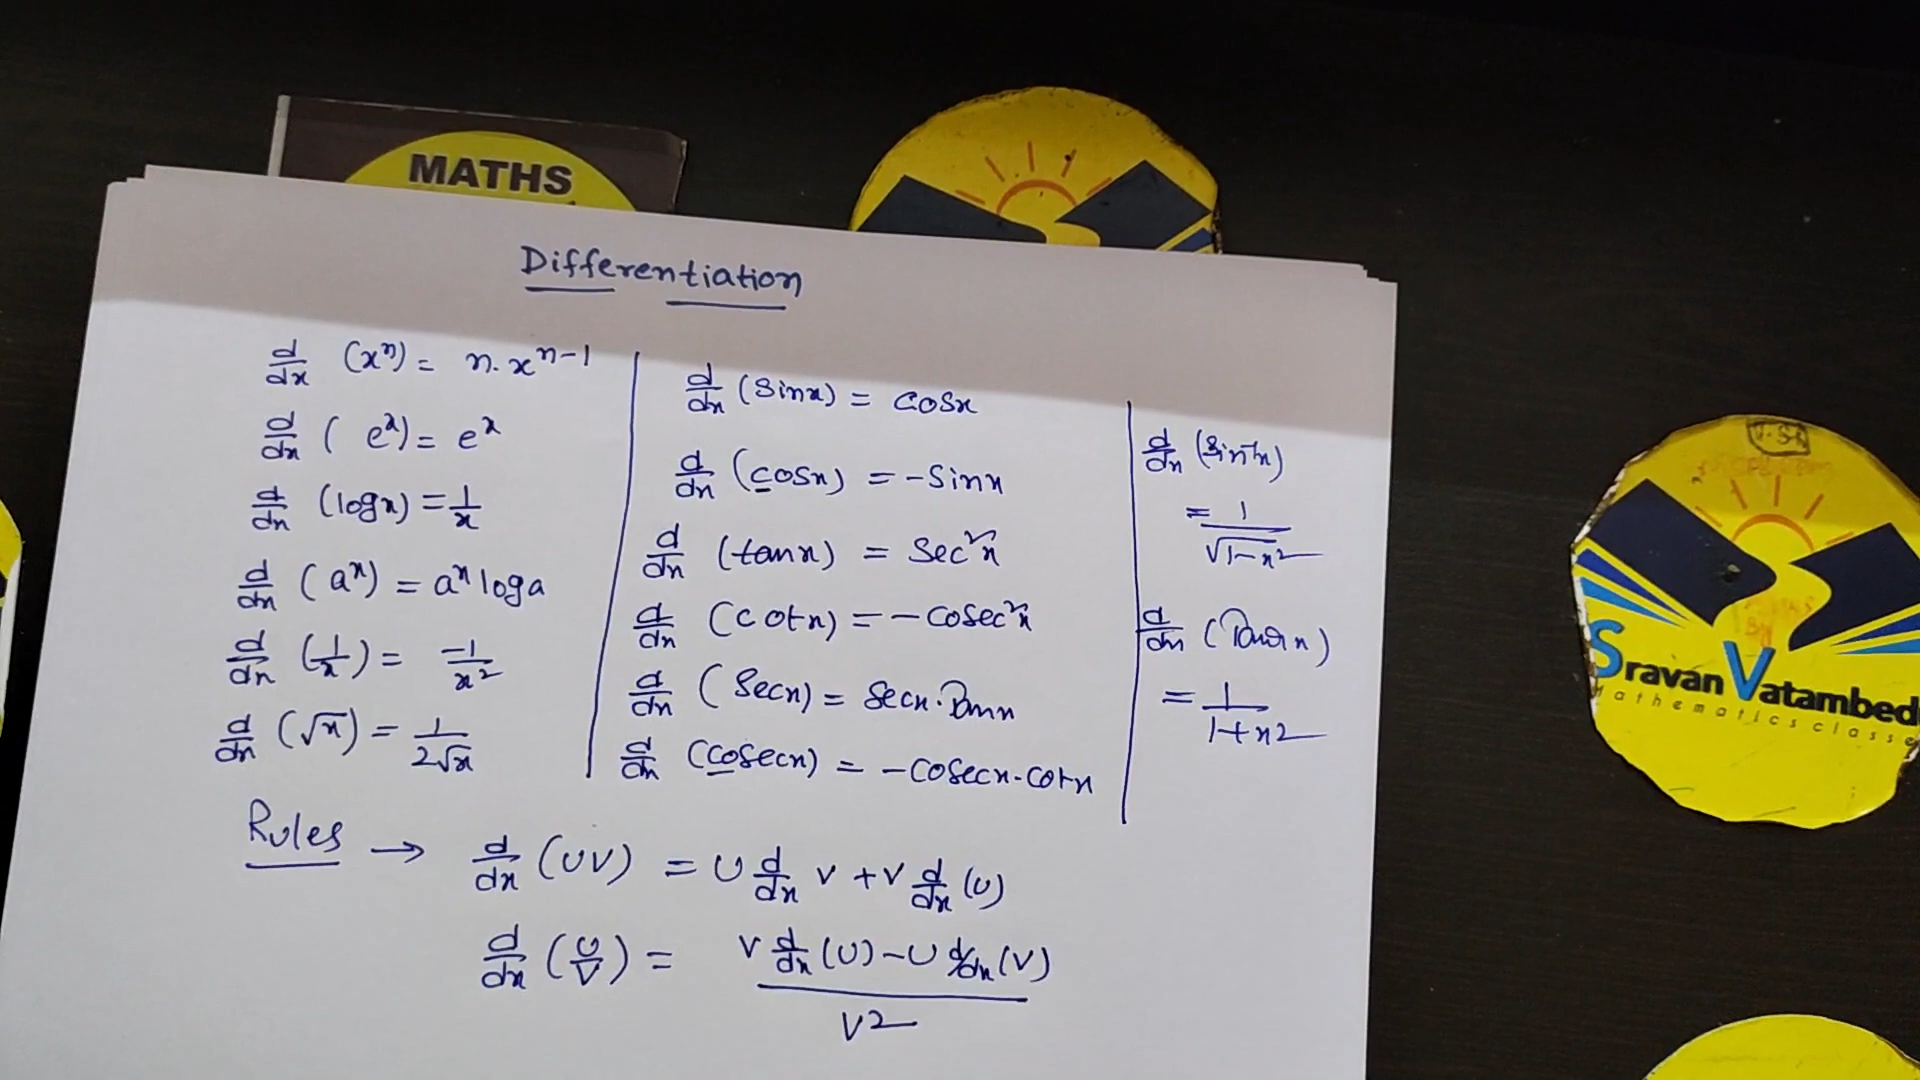 MATHS
Differentiation
d/dx (xⁿ) = n.xⁿ⁻¹
d/dx (eˣ) = eˣ
d/dx (logx) = 1/x
d/dx (aˣ) = aˣ loga
d/dx (1/x) = -1/x²
d/dx (√x) = 1/2√x
d/dx (Sinx) = cosx
d/dx (cosx) = -Sinx
d/dx (tanx) = Sec²x
d/dx (cotx) = -cosec²x
d/dx (Secx) = Secx.Tanx
d/dx (cosecx) = -cosecx.cotx
d/dx (Sin⁻¹x)
= 1/√1-x²
d/dx (Tan⁻¹x)
= 1/1+x²
Rules → d/dx (UV) = U d/dx V + V d/dx (U)
d/dx (U/V) = V d/dx (U) - U d/dx (V) / V²
V.S.R
Sravan Vatambed
Mathematics classe